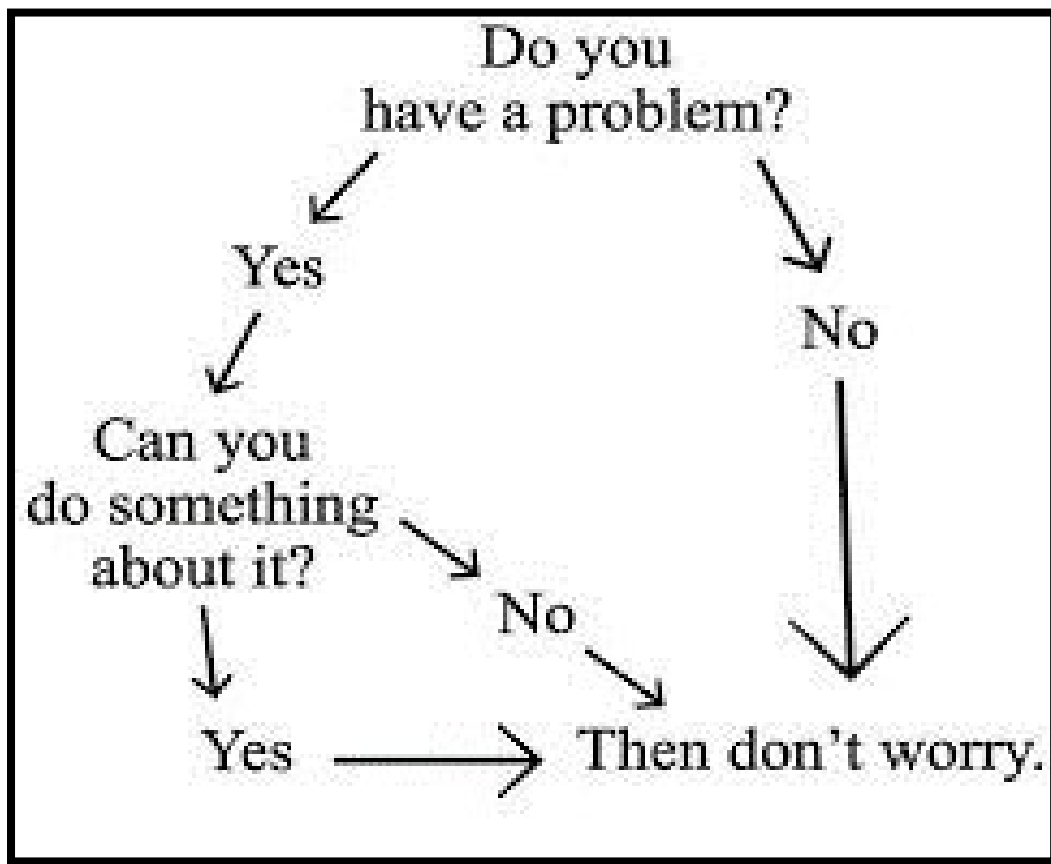 Do you
have a problem?
Yes
No
Can you
do something
about it?
No
Yes
Then don't worry.